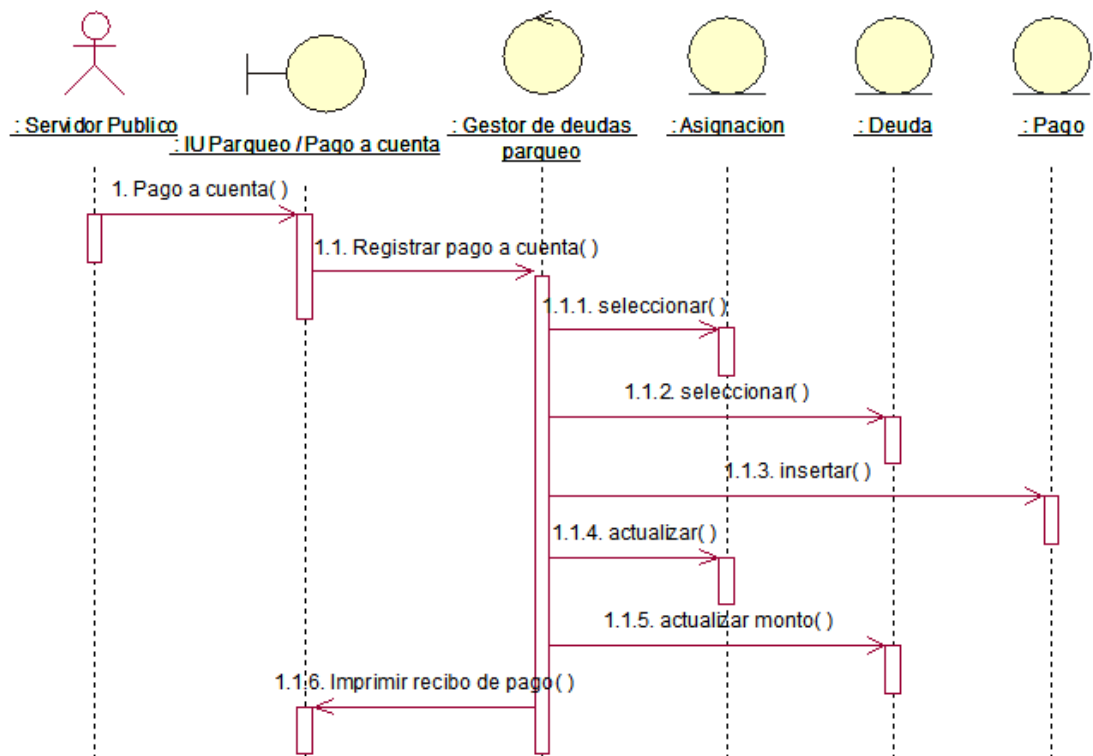 : Servidor Publico
: IU Parqueo / Pago a cuenta
: Gestor de deudas
parqueo
: Asignacion
: Deuda
: Pago
1. Pago a cuenta( )
1.1. Registrar pago a cuenta( )
1.1.1. seleccionar( )
1.1.2. seleccionar( )
1.1.3. insertar( )
1.1.4. actualizar( )
1.1.5. actualizar monto( )
1.1.6. Imprimir recibo de pago( )